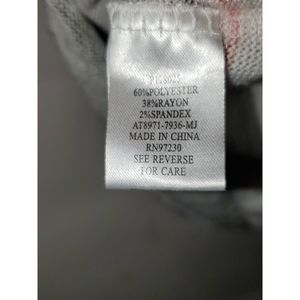 60%POLYESTER
38%RAYON
2%SPANDEX
AT8971-7936-MJ
MADE IN CHINA
RN97230
SEE REVERSE
FOR CARE